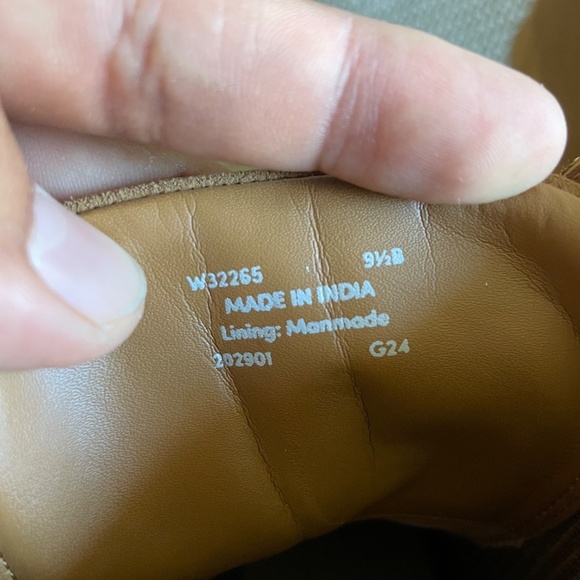 W32265 9½B
MADE IN INDIA
Lining: Manmade
202901 G24